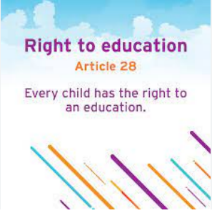 Right to education
Article 28
Every child has the right to
an education.